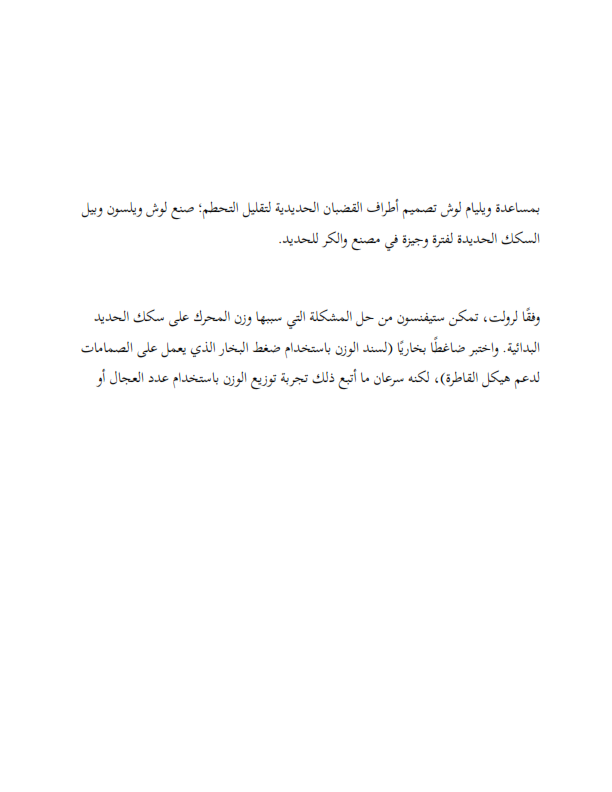 بمساعدة ويليام لوش تصميم أطراف القضبان الحديدية لتقليل التحطم؛ صنع لوش ويلسون وبيل
السكك الحديدة لفترة وجيزة في مصنع والكر للحديد.
وفقًا لرولت، تمكن ستيفنسون من حل المشكلة التي سببها وزن المحرك على سكك الحديد
البدائية. واختبر ضاغطًا بخاريًا (لسند الوزن باستخدام ضغط البخار الذي يعمل على الصمامات
لدعم هيكل القاطرة)، لكنه سرعان ما أتبع ذلك تجربة توزيع الوزن باستخدام عدد العجال أو